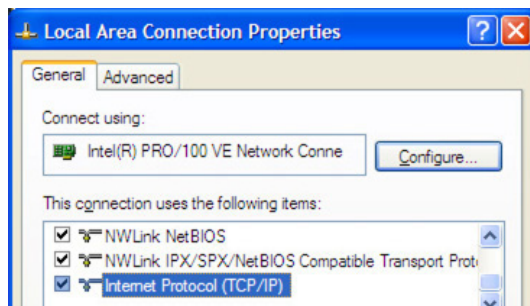 Local Area Connection Properties
General Advanced
Connect using:
Intel(R) PRO/100 VE Network Conne
Configure...
This connection uses the following items:
NWLink NetBIOS
NWLink IPX/SPX/NetBIOS Compatible Transport Prot
Internet Protocol (TCP/IP)